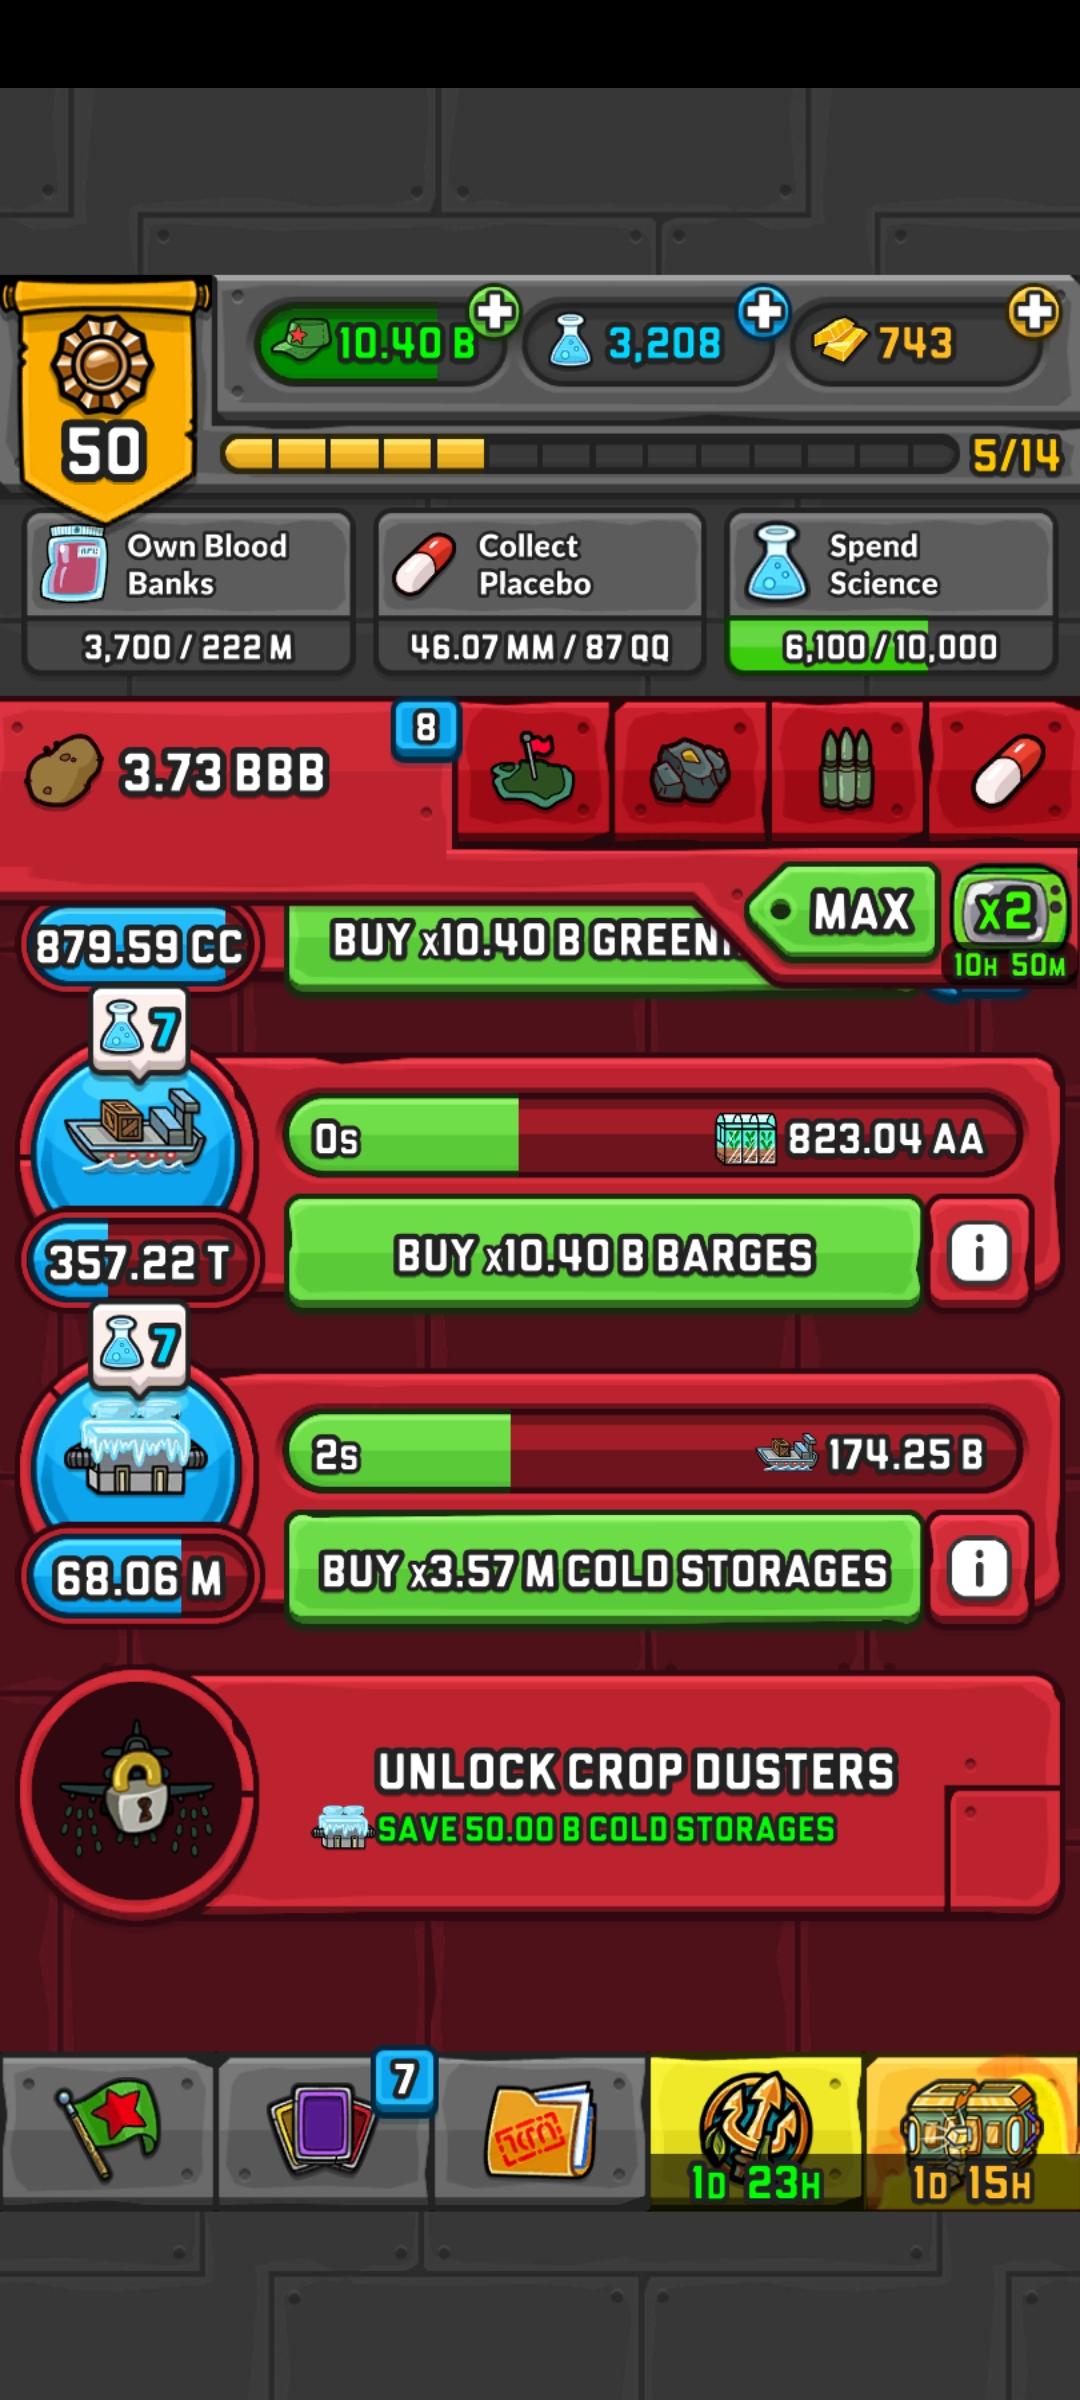 10.40 B
3,208
743
50
5/14
Own Blood Banks
3,700 / 222 M
Collect Placebo
46.07 MM / 87 QQ
Spend Science
6,100 / 10,000
3.73 BBB
8
MAX
x2
10H 50M
879.59 CC
BUY x10.40 B
7
0s
823.04 AA
357.22 T
BUY x10.40 B BARGES
i
7
2s
174.25 B
68.06 M
BUY x3.57 M COLD STORAGES
i
UNLOCK CROP DUSTERS
SAVE 50.00 B COLD STORAGES
7
1D 23H
1D 15H